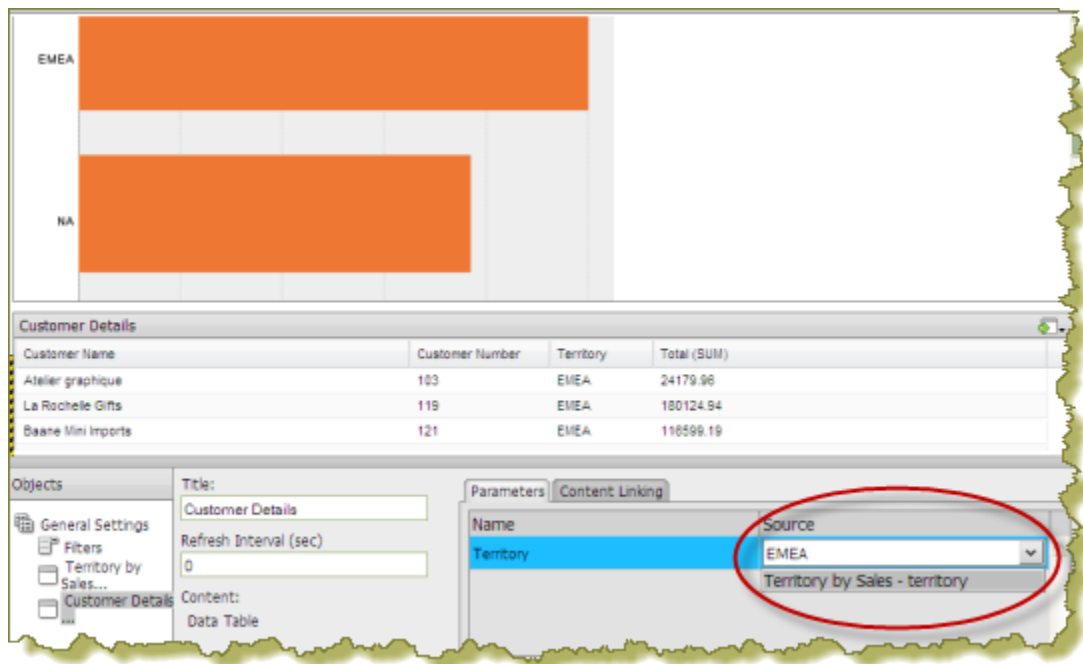 EMEA
NA
Customer Details
Customer Name Customer Number Territory Total (SUM)
Atelier graphique 103 EMEA 24179.96
La Rochelle Gifts 119 EMEA 180124.94
Baane Mini Imports 121 EMEA 116599.19
Objects
General Settings
Filters
Territory by
Sales...
Customer Details
...
Title:
Customer Details
Refresh Interval (sec)
0
Content:
Data Table
Parameters Content Linking
Name Source
Territory EMEA
Territory by Sales - territory